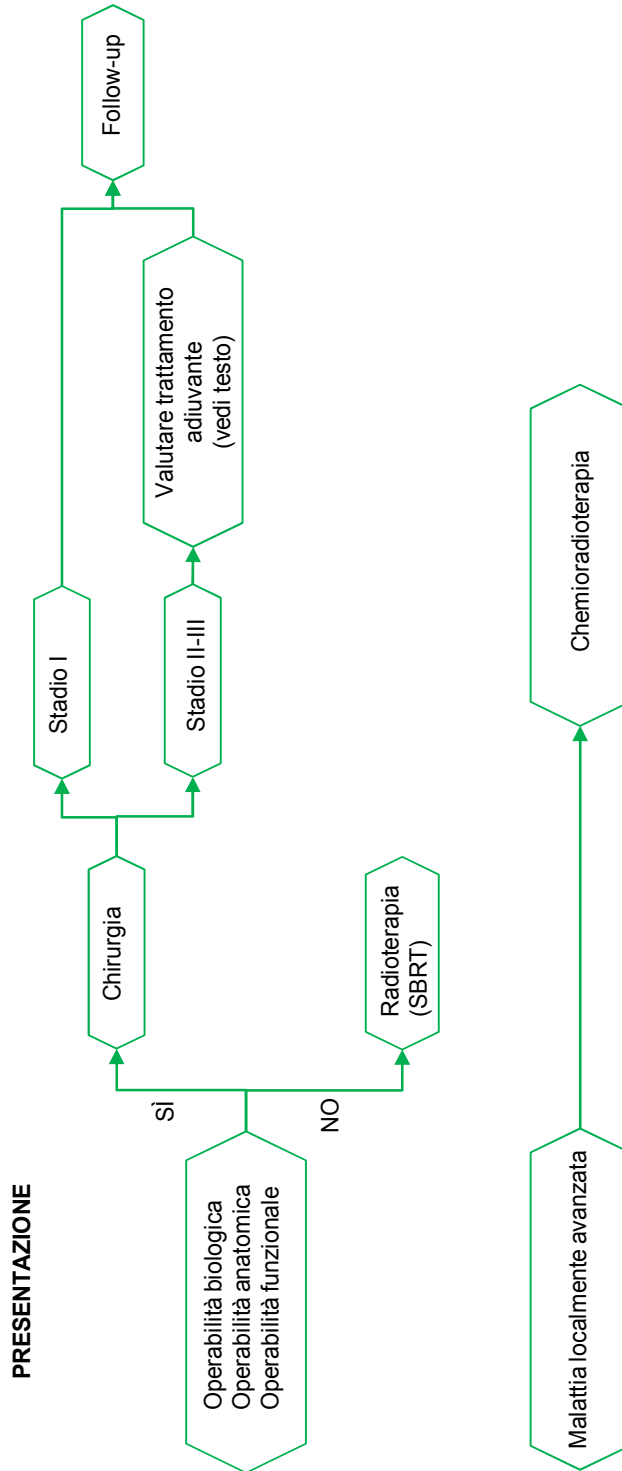 PRESENTAZIONE
Operabilità biologica
Operabilità anatomica
Operabilità funzionale
SÌ
NO
Chirurgia
Radioterapia
(SBRT)
Stadio I
Stadio II-III
Valutare trattamento
adiuvante
(vedi testo)
Follow-up
Malattia localmente avanzata
Chemioradioterapia